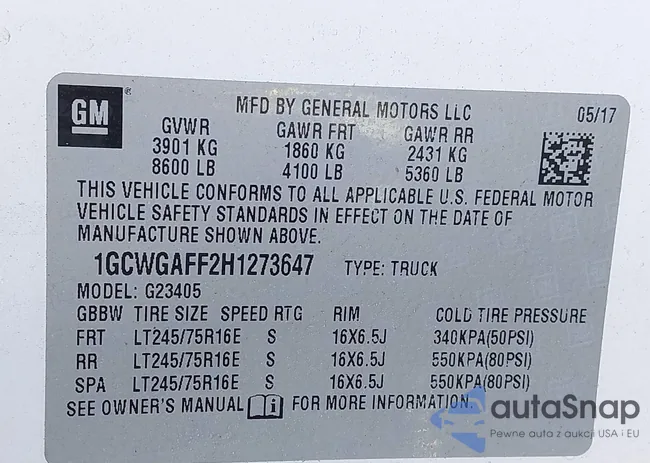 GM
MFD BY GENERAL MOTORS LLC 05/17
GVWR GAWR FRT GAWR RR
3901 KG 1860 KG 2431 KG
8600 LB 4100 LB 5360 LB
THIS VEHICLE CONFORMS TO ALL APPLICABLE U.S. FEDERAL MOTOR
VEHICLE SAFETY STANDARDS IN EFFECT ON THE DATE OF
MANUFACTURE SHOWN ABOVE.
1GCWGAFF2H1273647 TYPE: TRUCK
MODEL: G23405
GBBW TIRE SIZE SPEED RTG RIM COLD TIRE PRESSURE
FRT LT245/75R16E S 16X6.5J 340KPA(50PSI)
RR LT245/75R16E S 16X6.5J 550KPA(80PSI)
SPA LT245/75R16E S 16X6.5J 550KPA(80PSI)
SEE OWNER'S MANUAL i FOR MORE INFORMATION.
autaSnap
Pewne auta z aukcji USA i EU